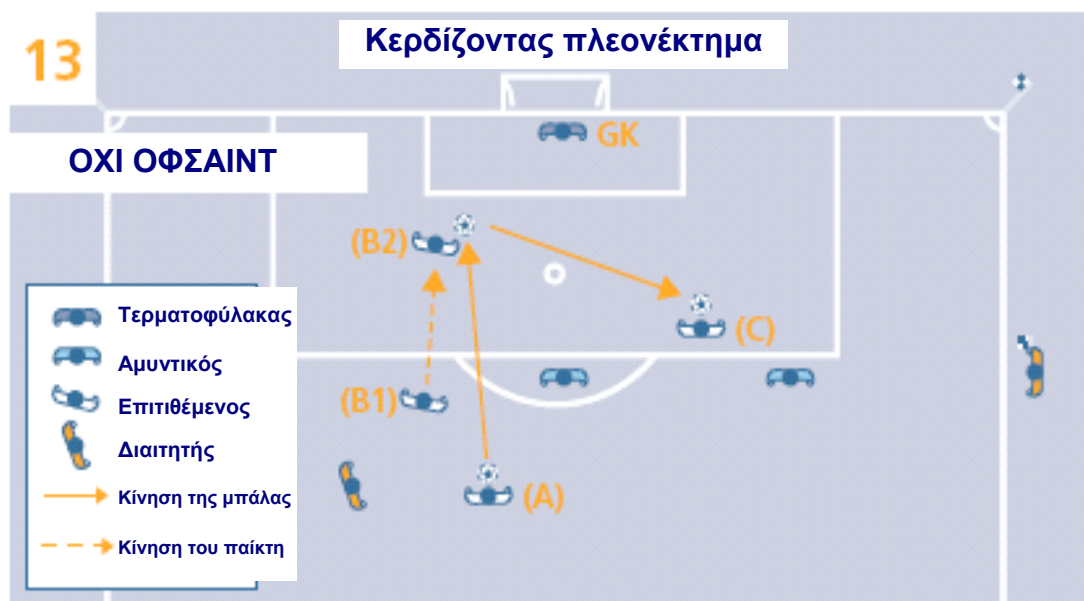 13
Κερδίζοντας πλεονέκτημα
GK
ΟΧΙ ΟΦΣΑΙΝΤ
(B2)
(C)
(B1)
(A)
Τερματοφύλακας
Αμυντικός
Επιτιθέμενος
Διαιτητής
Κίνηση της μπάλας
Κίνηση του παίκτη